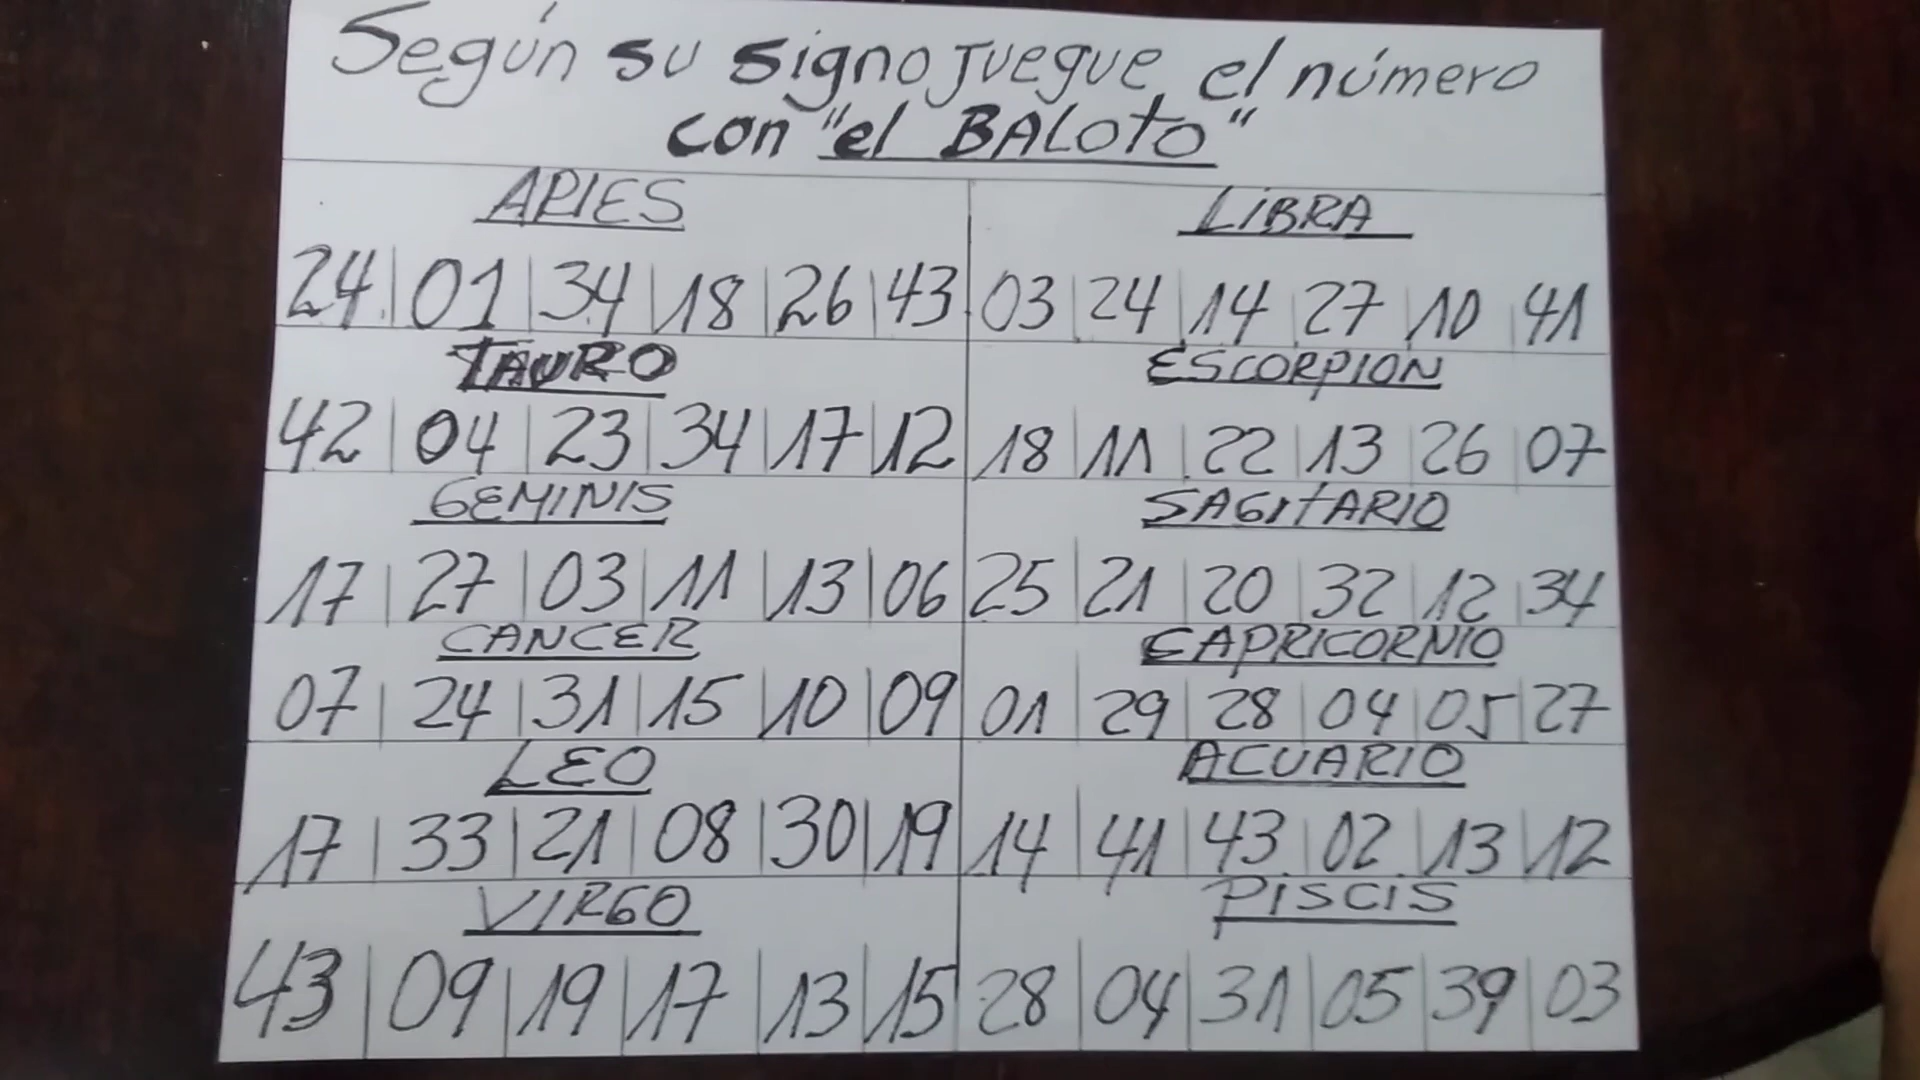 Según su signo juegue el número
con "el BALOTO"
ARIES
24 01 34 18 26 43
TAURO
42 04 23 34 17 12
GEMINIS
17 27 03 11 13 06
CANCER
07 24 31 15 10 09
LEO
17 33 21 08 30 19
VIRGO
43 09 19 17 13 15
LIBRA
03 24 14 27 10 41
ESCORPION
18 11 22 13 26 07
SAGITARIO
25 21 20 32 12 34
CAPRICORNIO
01 29 28 04 05 27
ACUARIO
14 41 43 02 13 12
PISCIS
28 04 31 05 39 03